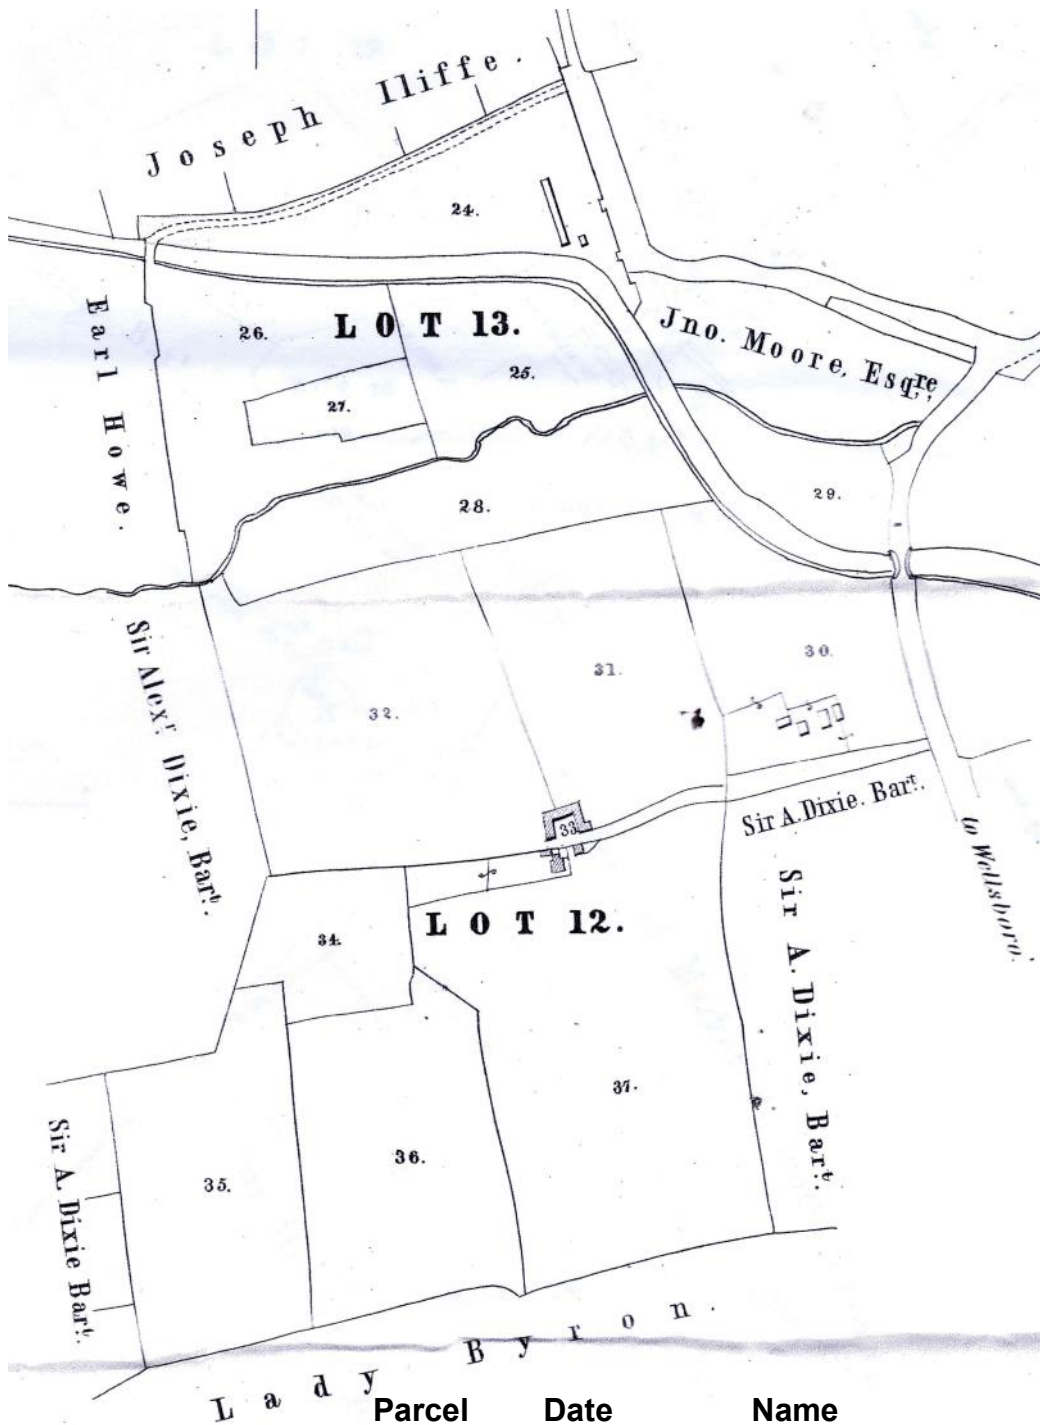 Joseph Iliffe.
24.
Earl Howe.
26.
LOT 13.
Jno. Moore, Esqre,
25.
27.
28.
29.
Sir Alexr. Dixie, Bart.
30.
31.
32.
33
Sir A. Dixie. Bart.
to Wellsboro'.
LOT 12.
Sir A. Dixie, Bart.
34.
37.
36.
35.
Sir A. Dixie Bart.
Lady Byron.
Parcel Date Name